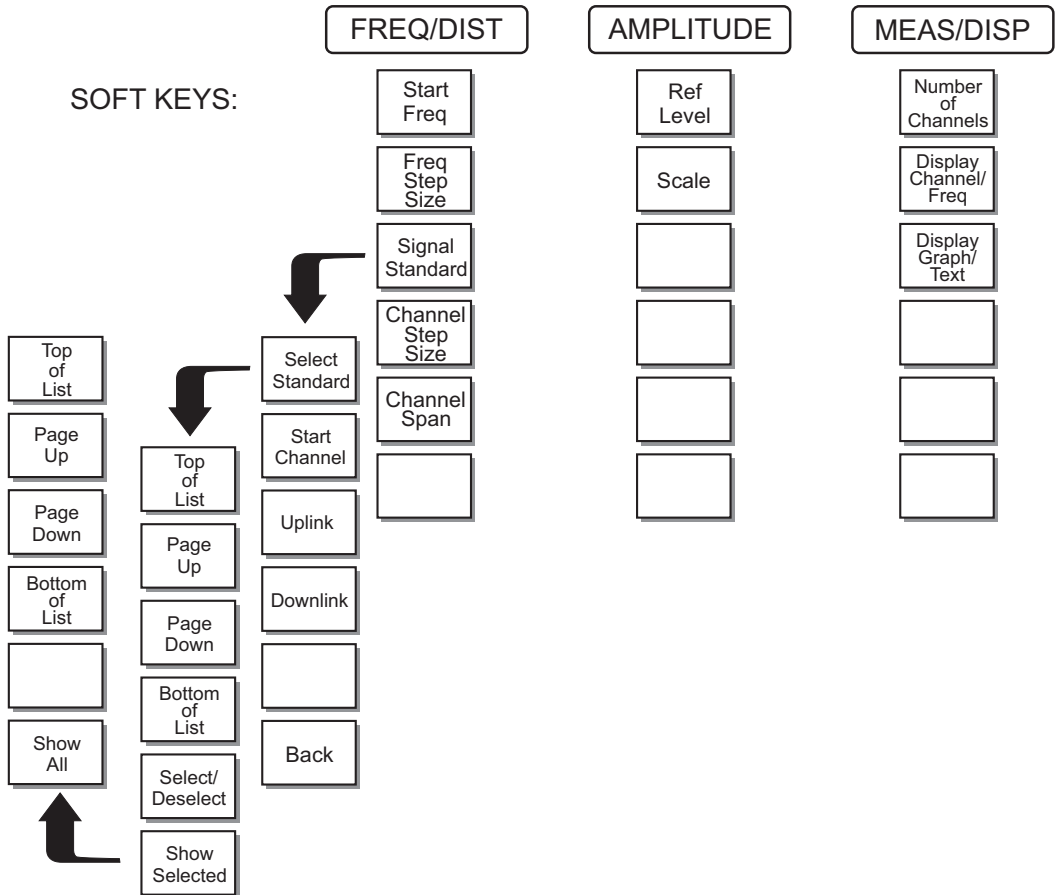 FREQ/DIST
AMPLITUDE
MEAS/DISP
SOFT KEYS:
Start
Freq
Freq
Step
Size
Signal
Standard
Channel
Step
Size
Channel
Span
Ref
Level
Scale
Number
of
Channels
Display
Channel/
Freq
Display
Graph/
Text
Select
Standard
Start
Channel
Uplink
Downlink
Back
Top
of
List
Page
Up
Page
Down
Bottom
of
List
Select/
Deselect
Show
Selected
Top
of
List
Page
Up
Page
Down
Bottom
of
List
Show
All